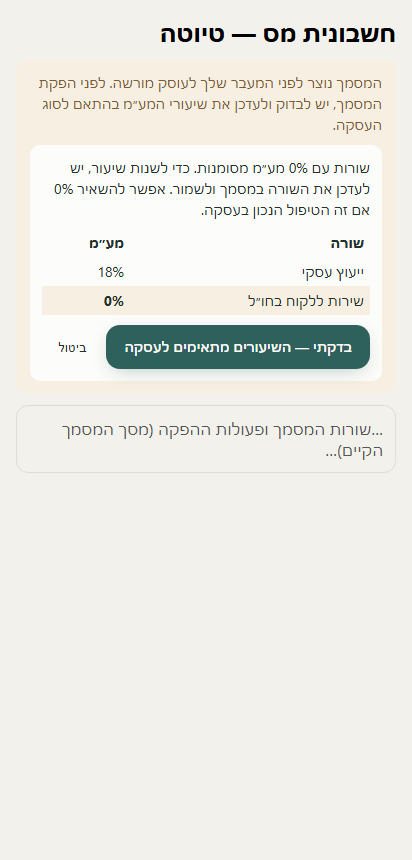 חשבונית מס — טיוטה
המסמך נוצר לפני המעבר שלך לעוסק מורשה. לפני הפקת
המסמך, יש לבדוק ולעדכן את שיעורי המע״מ בהתאם לסוג
העסקה.
שורות עם 0% מע״מ מסומנות. כדי לשנות שיעור, יש
לעדכן את השורה במסמך ולשמור. אפשר להשאיר 0%
אם זה הטיפול הנכון בעסקה.
שורה מע״מ
ייעוץ עסקי 18%
שירות ללקוח בחו״ל 0%
בדקתי — השיעורים מתאימים לעסקה ביטול
...שורות המסמך ופעולות ההפקה (מסך המסמך
הקיים)...